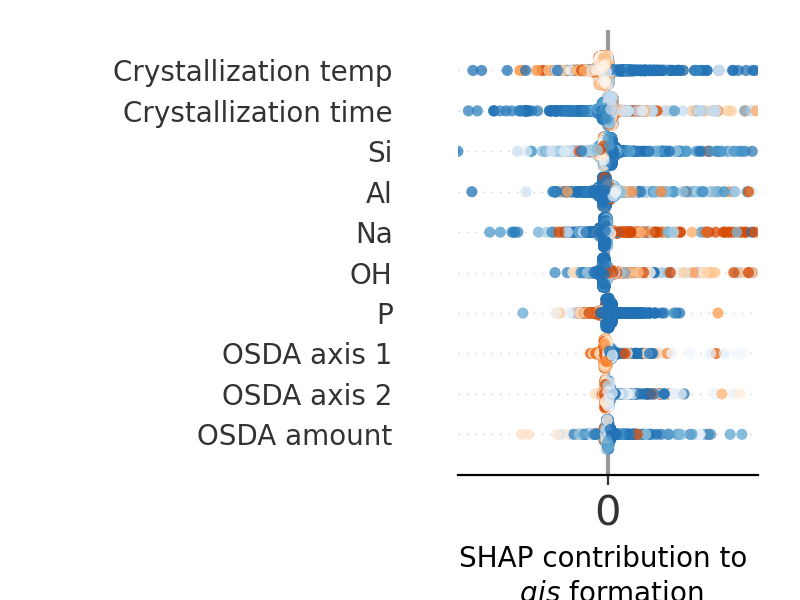 Crystallization temp
Crystallization time
Si
Al
Na
OH
P
OSDA axis 1
OSDA axis 2
OSDA amount
0
SHAP contribution to
gis formation